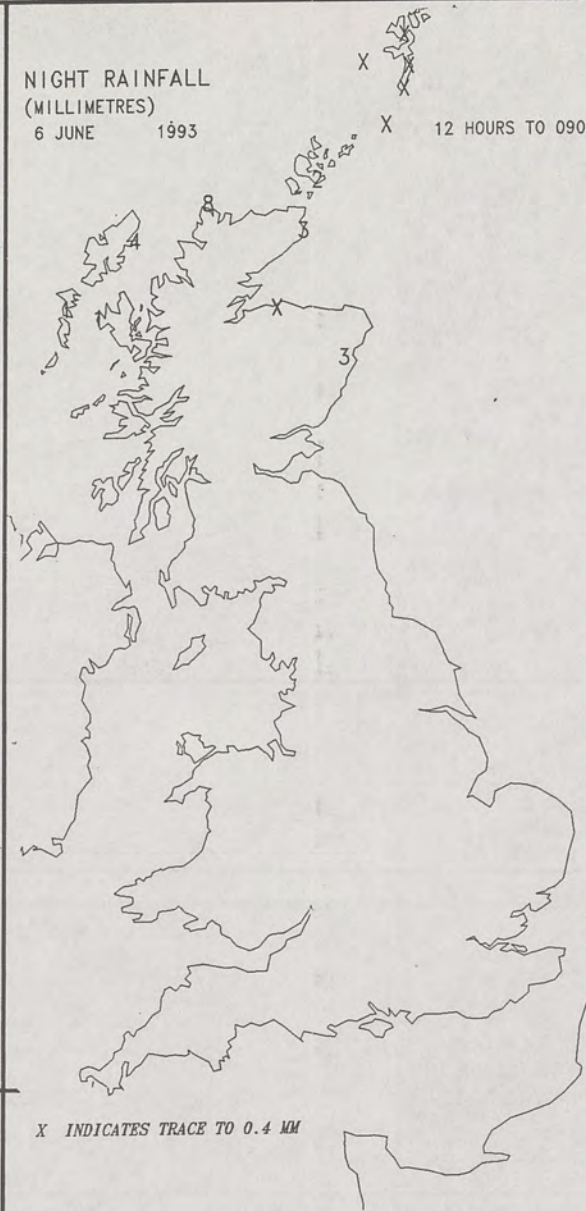 X
NIGHT RAINFALL
X
(MILLIMETRES)
X
6 JUNE 1993
X 12 HOURS TO 090
8
3
4
X
3
X INDICATES TRACE TO 0.4 MM